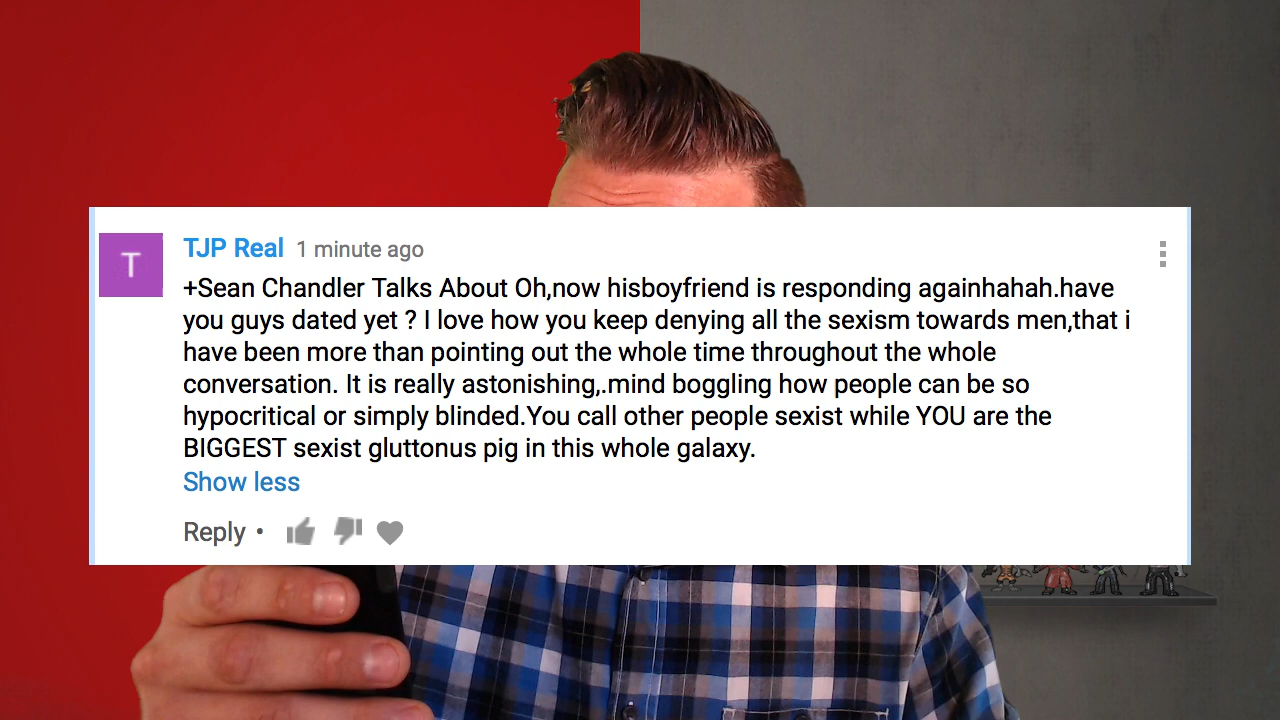 T
TJP Real 1 minute ago
+Sean Chandler Talks About Oh,now hisboyfriend is responding againhahah.have
you guys dated yet ? I love how you keep denying all the sexism towards men,that i
have been more than pointing out the whole time throughout the whole
conversation. It is really astonishing,.mind boggling how people can be so
hypocritical or simply blinded.You call other people sexist while YOU are the
BIGGEST sexist gluttonus pig in this whole galaxy.
Show less
Reply •